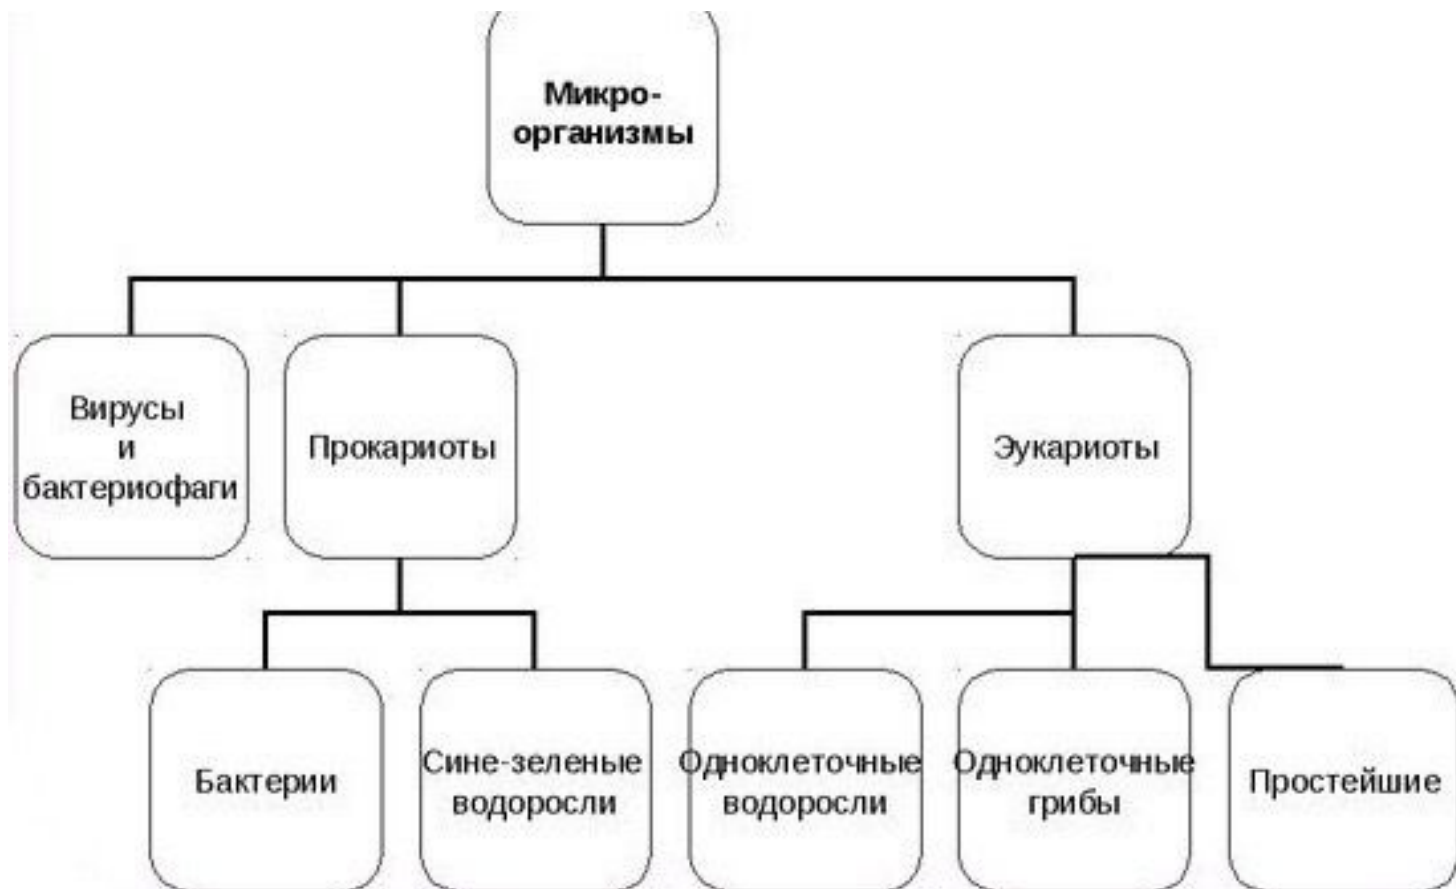 Микро-
организмы
Вирусы
и
бактериофаги
Прокариоты
Эукариоты
Бактерии
Сине-зеленые
водоросли
Одноклеточные
водоросли
Одноклеточные
грибы
Простейшие